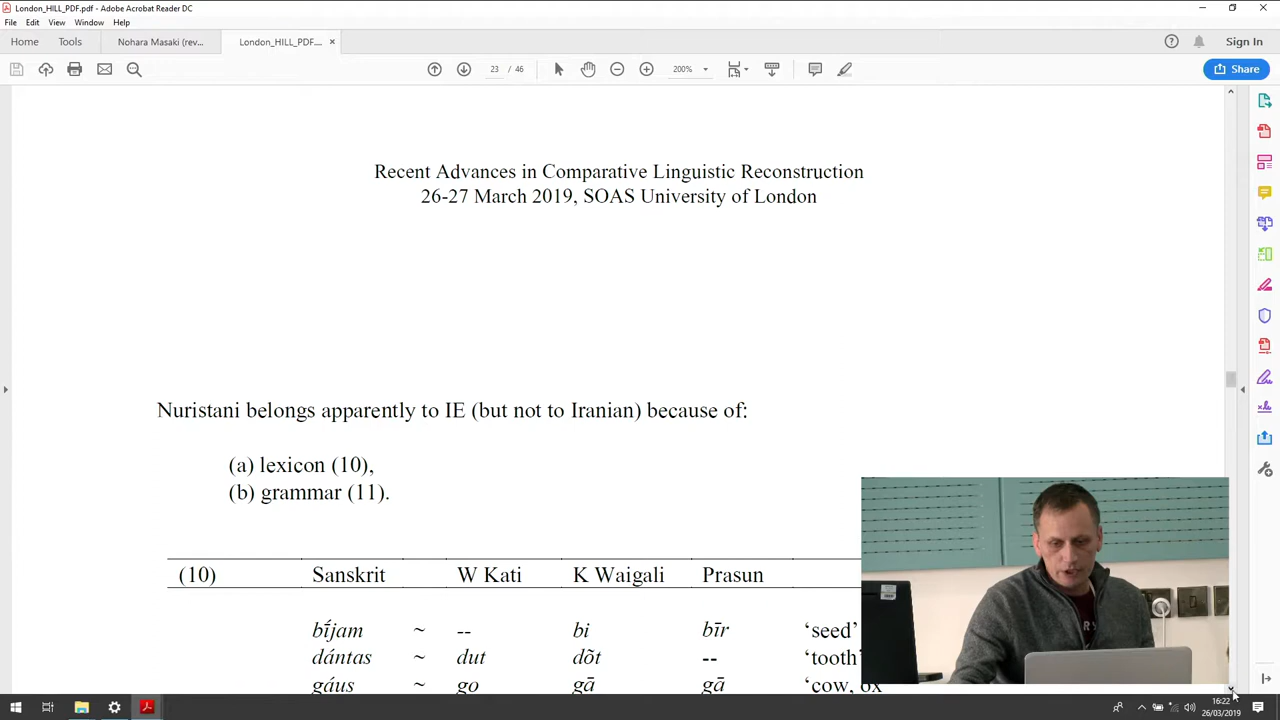 London_HILL_PDF.pdf - Adobe Acrobat Reader DC
File Edit View Window Help
Home Tools Nohara Masaki (rev... London_HILL_PDF.... × Sign In
23 / 46 200% Share
Recent Advances in Comparative Linguistic Reconstruction
26-27 March 2019, SOAS University of London
Nuristani belongs apparently to IE (but not to Iranian) because of:
(a) lexicon (10),
(b) grammar (11).
(10) Sanskrit W Kati K Waigali Prasun
bī́jam ~ -- bi bīr ‘seed’
dántas ~ dut dõt -- ‘tooth’
gáus ~ go gā gā ‘cow, ox
16:22
26/03/2019